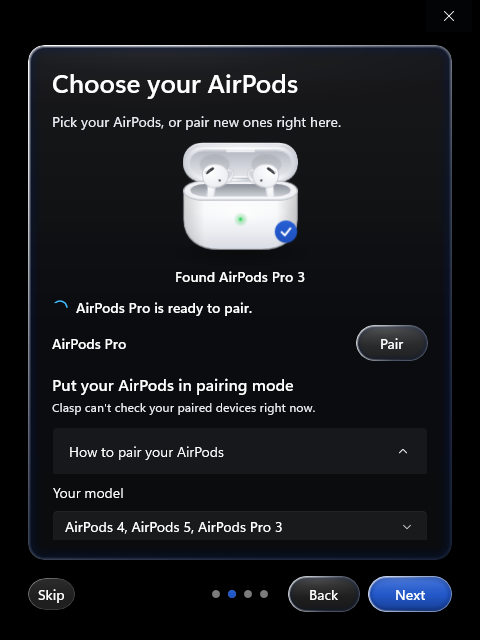 Choose your AirPods
Pick your AirPods, or pair new ones right here.
Found AirPods Pro 3
AirPods Pro is ready to pair.
AirPods Pro
Pair
Put your AirPods in pairing mode
Clasp can't check your paired devices right now.
How to pair your AirPods
Your model
AirPods 4, AirPods 5, AirPods Pro 3
Skip
Back
Next